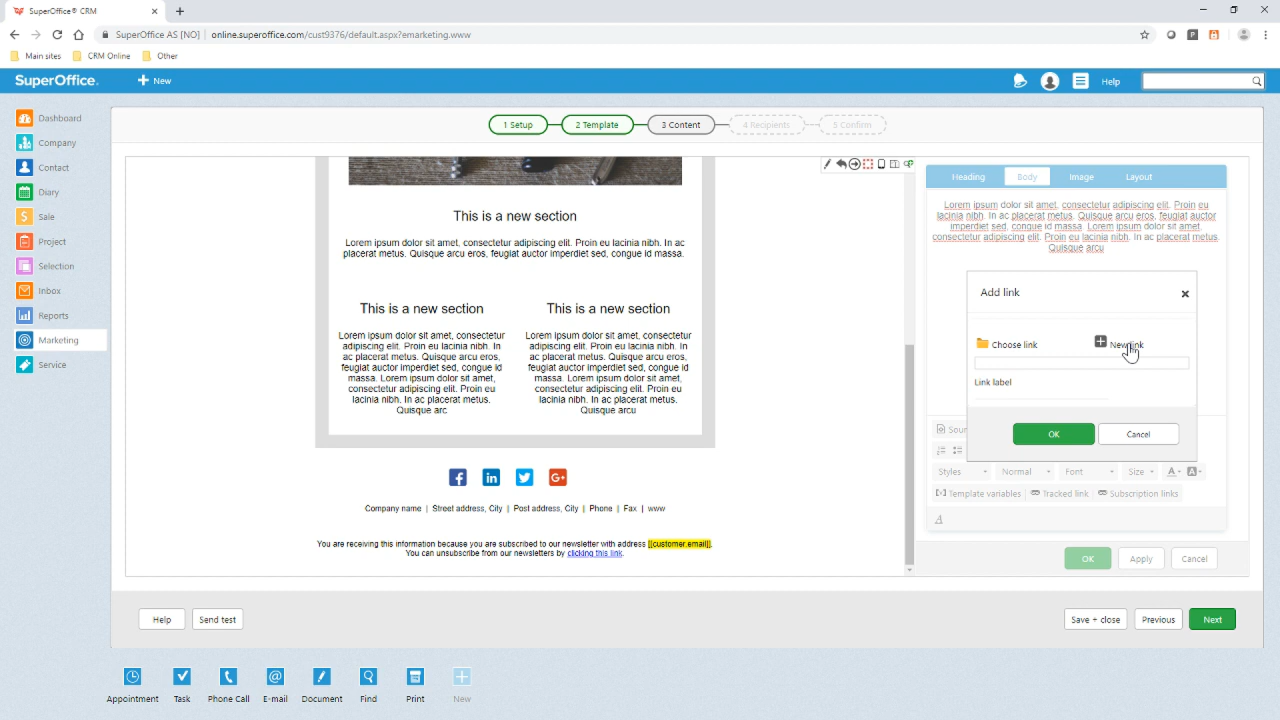 SuperOffice® CRM
SuperOffice AS [NO] | online.superoffice.com/cust9376/default.aspx?emarketing.www
Main sites CRM Online Other
SuperOffice. New Help
Dashboard
Company
Contact
Diary
Sale
Project
Selection
Inbox
Reports
Marketing
Service
1 Setup 2 Template 3 Content 4 Recipients 5 Confirm
This is a new section
Lorem ipsum dolor sit amet, consectetur adipiscing elit. Proin eu lacinia nibh. In ac
placerat metus. Quisque arcu eros, feugiat auctor imperdiet sed, congue id massa.
This is a new section
Lorem ipsum dolor sit amet, consectetur
adipiscing elit. Proin eu lacinia nibh. In
ac placerat metus. Quisque arcu eros,
feugiat auctor imperdiet sed, congue id
massa. Lorem ipsum dolor sit amet,
consectetur adipiscing elit. Proin eu
lacinia nibh. In ac placerat metus.
Quisque arc
This is a new section
Lorem ipsum dolor sit amet, consectetur
adipiscing elit. Proin eu lacinia nibh. In
ac placerat metus. Quisque arcu eros,
feugiat auctor imperdiet sed, congue id
massa. Lorem ipsum dolor sit amet,
consectetur adipiscing elit. Proin eu
lacinia nibh. In ac placerat metus.
Quisque arcu
Company name | Street address, City | Post address, City | Phone | Fax | www
You are receiving this information because you are subscribed to our newsletter with address [[customer.email]].
You can unsubscribe from our newsletters by clicking this link.
Heading Body Image Layout
Lorem ipsum dolor sit amet, consectetur adipiscing elit. Proin eu
lacinia nibh. In ac placerat metus. Quisque arcu eros, feugiat auctor
imperdiet sed, congue id massa. Lorem ipsum dolor sit amet,
consectetur adipiscing elit. Proin eu lacinia nibh. In ac placerat metus.
Quisque arcu
Add link
Choose link New link
Link label
OK Cancel
Sour
Styles Normal Font Size A A
Template variables Tracked link Subscription links
OK Apply Cancel
Help Send test Save + close Previous Next
Appointment Task Phone Call E-mail Document Find Print New